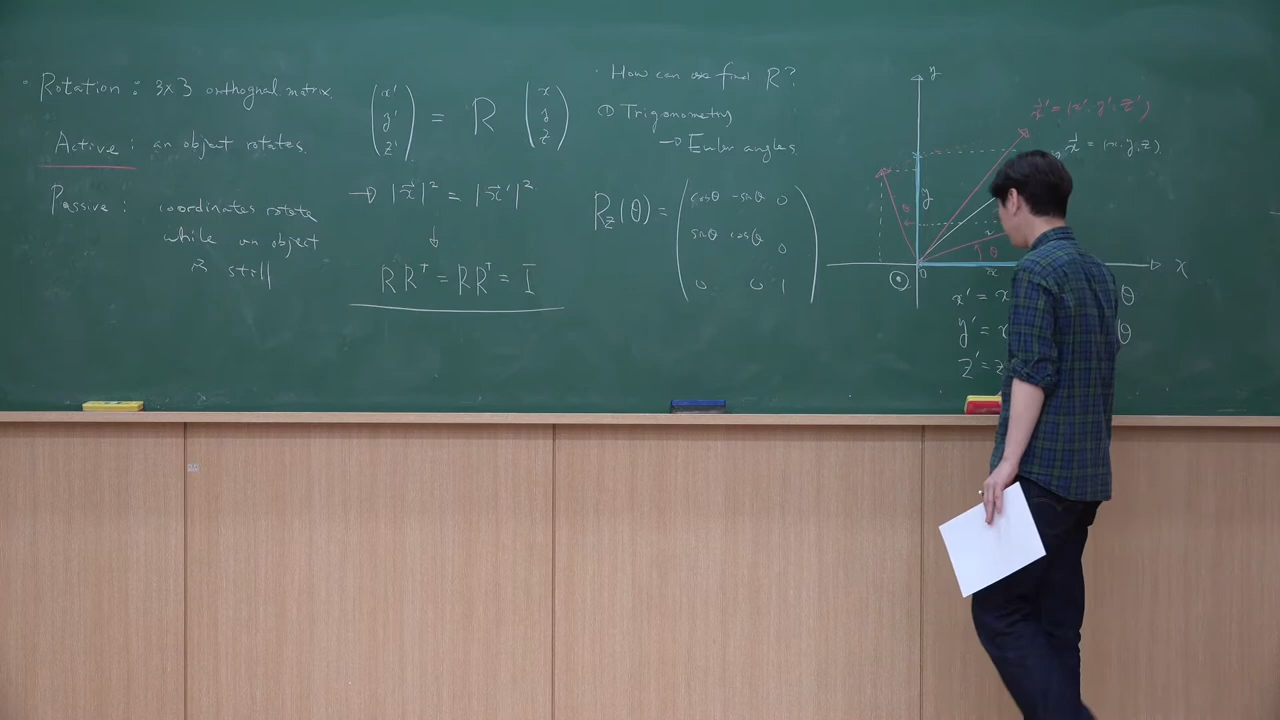 · Rotation : 3×3 orthognal matrix.
Active : an object rotates.
Passive : coordinates rotate
while an object
is still
(x' y' z') = R (x y z)
→ |x⃗|² = |x⃗'|²
↓
RRᵀ = RRᵀ = I
· How can we find R?
① Trigonometry
→ Euler angles
R_z(θ) = (cosθ -sinθ 0
sinθ cosθ 0
0 0 1)
y
x⃗' = (x', y', z')
x⃗ = (x, y, z)
y
θ
x
θ
0
x
X
x' = x θ
y' = x θ
z' = z